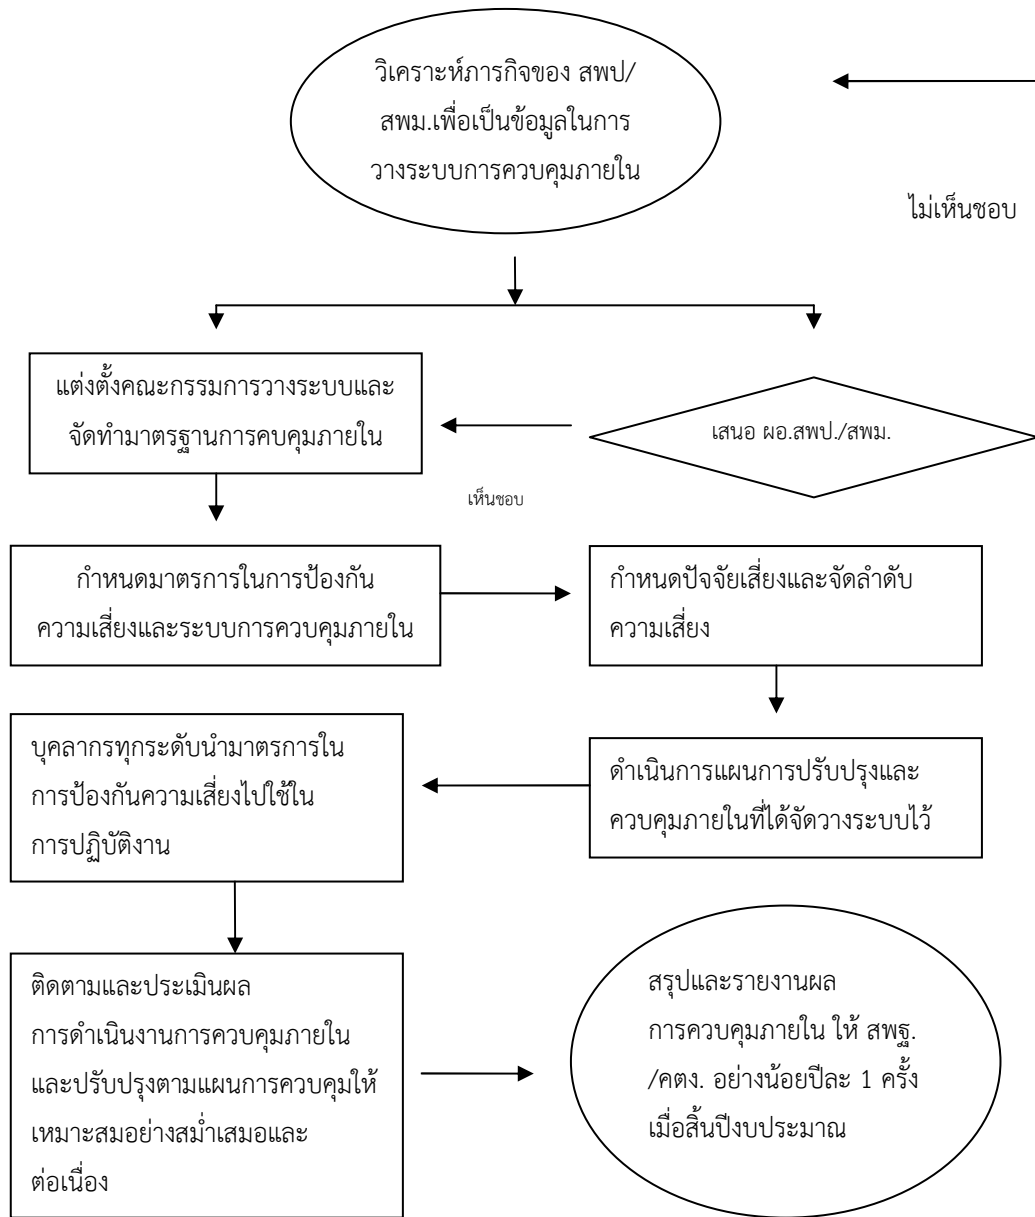 วิเคราะห์ภารกิจของ สพป/
สพม.เพื่อเป็นข้อมูลในการ
วางระบบการควบคุมภายใน
ไม่เห็นชอบ
แต่งตั้งคณะกรรมการวางระบบและ
จัดทำมาตรฐานการคบคุมภายใน
เสนอ ผอ.สพป./สพม.
เห็นชอบ
กำหนดมาตรการในการป้องกัน
ความเสี่ยงและระบบการควบคุมภายใน
กำหนดปัจจัยเสี่ยงและจัดลำดับ
ความเสี่ยง
บุคลากรทุกระดับนำมาตรการใน
การป้องกันความเสี่ยงไปใช้ใน
การปฏิบัติงาน
ดำเนินการแผนการปรับปรุงและ
ควบคุมภายในที่ได้จัดวางระบบไว้
ติดตามและประเมินผล
การดำเนินงานการควบคุมภายใน
และปรับปรุงตามแผนการควบคุมให้
เหมาะสมอย่างสม่ำเสมอและ
ต่อเนื่อง
สรุปและรายงานผล
การควบคุมภายใน ให้ สพฐ.
/คตง. อย่างน้อยปีละ 1 ครั้ง
เมื่อสิ้นปีงบประมาณ